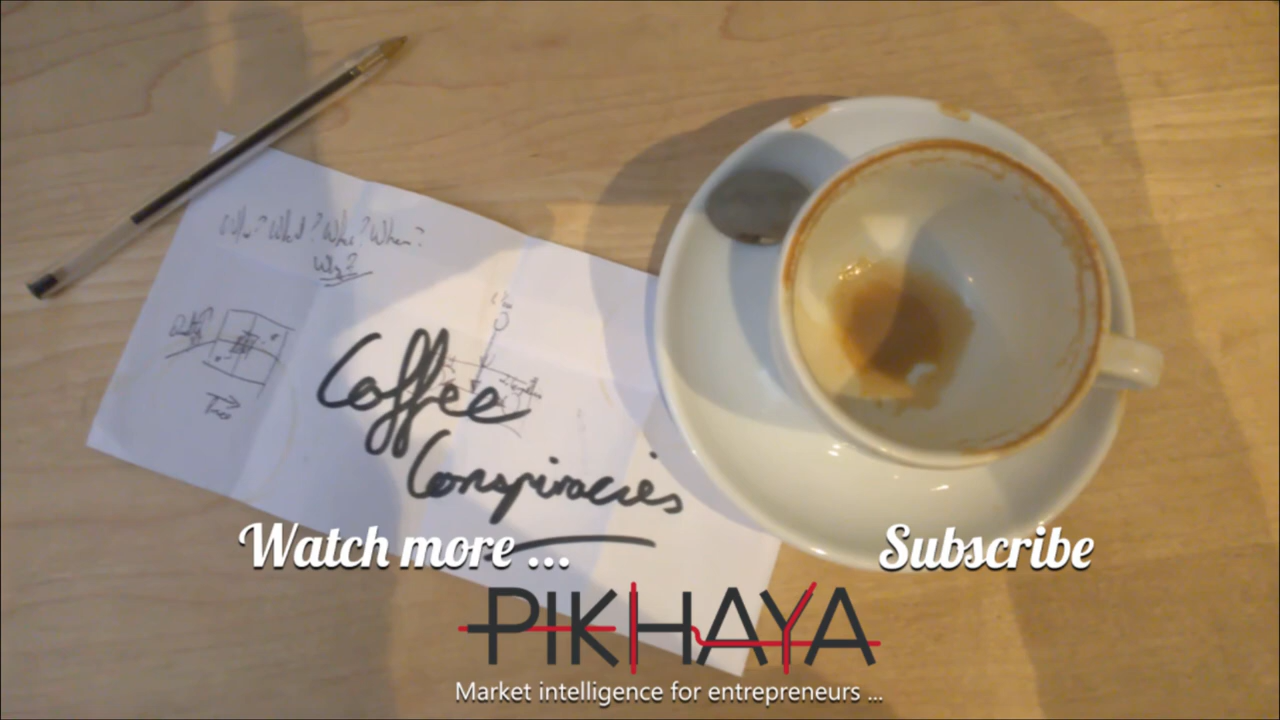 Who? What? Where? When?
Why?
Coffee
Conspiracies
Watch more ...
Subscribe
PIKHAYA
Market intelligence for entrepreneurs ...